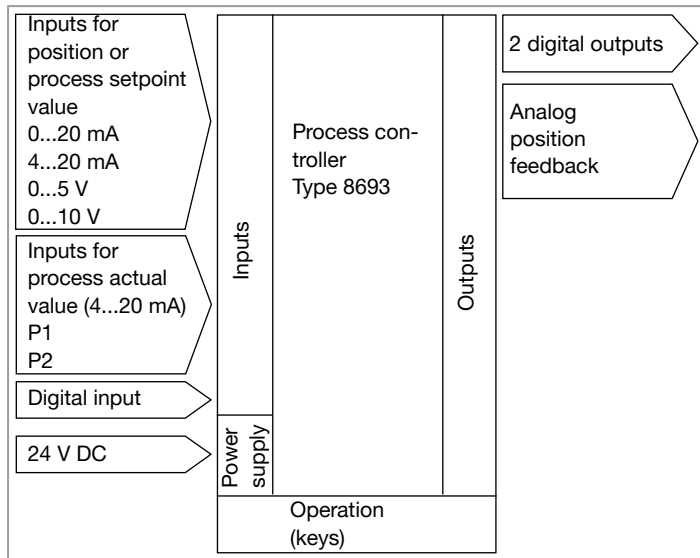 Inputs for
position or
process setpoint
value
0...20 mA
4...20 mA
0...5 V
0...10 V
Inputs for
process actual
value (4...20 mA)
P1
P2
Digital input
24 V DC
Inputs
Power
supply
Process con-
troller
Type 8693
Operation
(keys)
Outputs
2 digital outputs
Analog
position
feedback